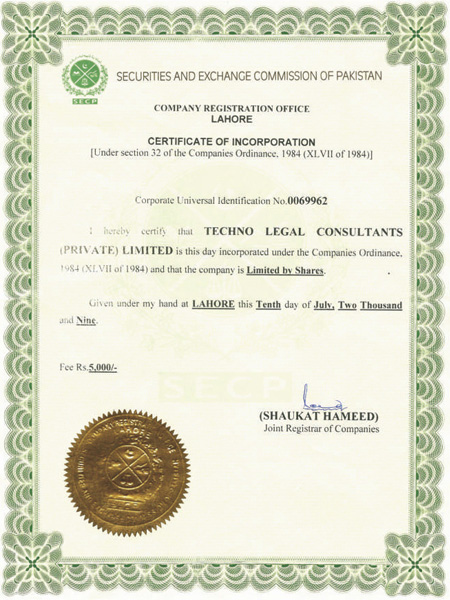 SECP
SECURITIES AND EXCHANGE COMMISSION OF PAKISTAN
COMPANY REGISTRATION OFFICE
LAHORE
CERTIFICATE OF INCORPORATION
[Under section 32 of the Companies Ordinance, 1984 (XLVII of 1984)]
Corporate Universal Identification No.0069962
I hereby certify that TECHNO LEGAL CONSULTANTS
(PRIVATE) LIMITED is this day incorporated under the Companies Ordinance,
1984 (XLVII of 1984) and that the company is Limited by Shares.
Given under my hand at LAHORE this Tenth day of July, Two Thousand
and Nine.
Fee Rs.5,000/-
SECP
(SHAUKAT HAMEED)
Joint Registrar of Companies
COMPANY REGISTRATION
LAHORE